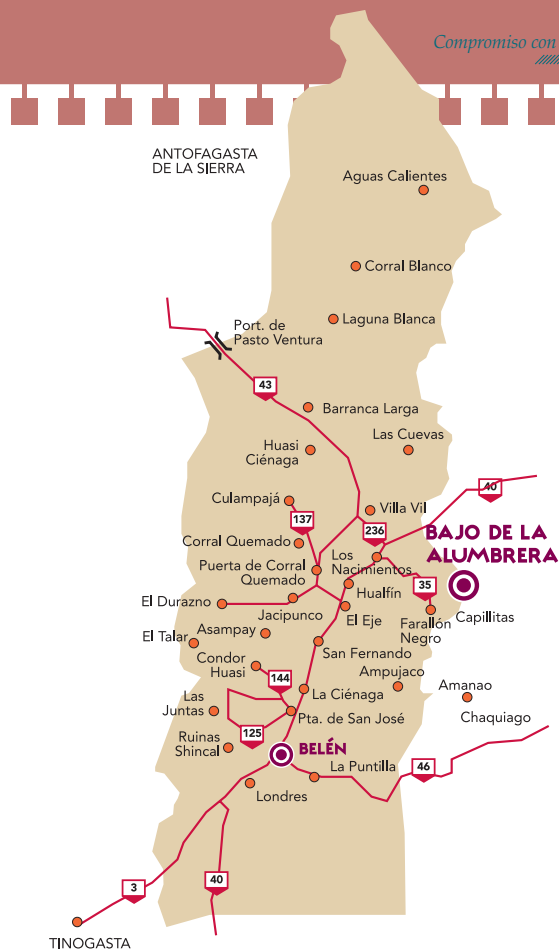 Compromiso con
ANTOFAGASTA
DE LA SIERRA
Aguas Calientes
Corral Blanco
Laguna Blanca
Port. de
Pasto Ventura
43
Barranca Larga
Huasi
Ciénaga
Las Cuevas
40
Culampajá
Villa Vil
137
236
BAJO DE LA
ALUMBRERA
Corral Quemado
Los
Nacimientos
Puerta de Corral
Quemado
35
Hualfín
El Durazno
Jacipunco
El Eje
Farallón
Negro
Capillitas
El Talar
Asampay
San Fernando
Condor
Huasi
Ampujaco
144
La Ciénaga
Amanao
Las
Juntas
Pta. de San José
Chaquiago
125
Ruinas
Shincal
BELÉN
La Puntilla
46
Londres
3
40
TINOGASTA